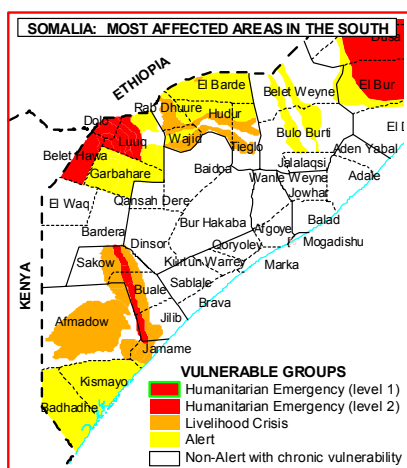 SOMALIA: MOST AFFECTED AREAS IN THE SOUTH
ETHIOPIA
Dusa
El Barde
El Bur
Rab Dhuure
Belet Weyne
Dolo
Hudur
Luuq
Wajid
Bulo Burti
El D
Belet Hawa
Tieglo
Aden Yabal
Garbahare
Baidoa
Jalalaqsi
Wanle Weyne
Adale
El Waq
Qansah Dere
Jowhar
Bardera
Bur Hakaba
Balad
Dinsor
Afgoye
Mogadishu
Qoryoley
KENYA
Sakow
Kurtun Warrey
Marka
Buale
Sablale
Brava
Afmadow
Jilib
Jamame
Kismayo
Badhadhe
VULNERABLE GROUPS
Humanitarian Emergency (level 1)
Humanitarian Emergency (level 2)
Livelihood Crisis
Alert
Non-Alert with chronic vulnerability